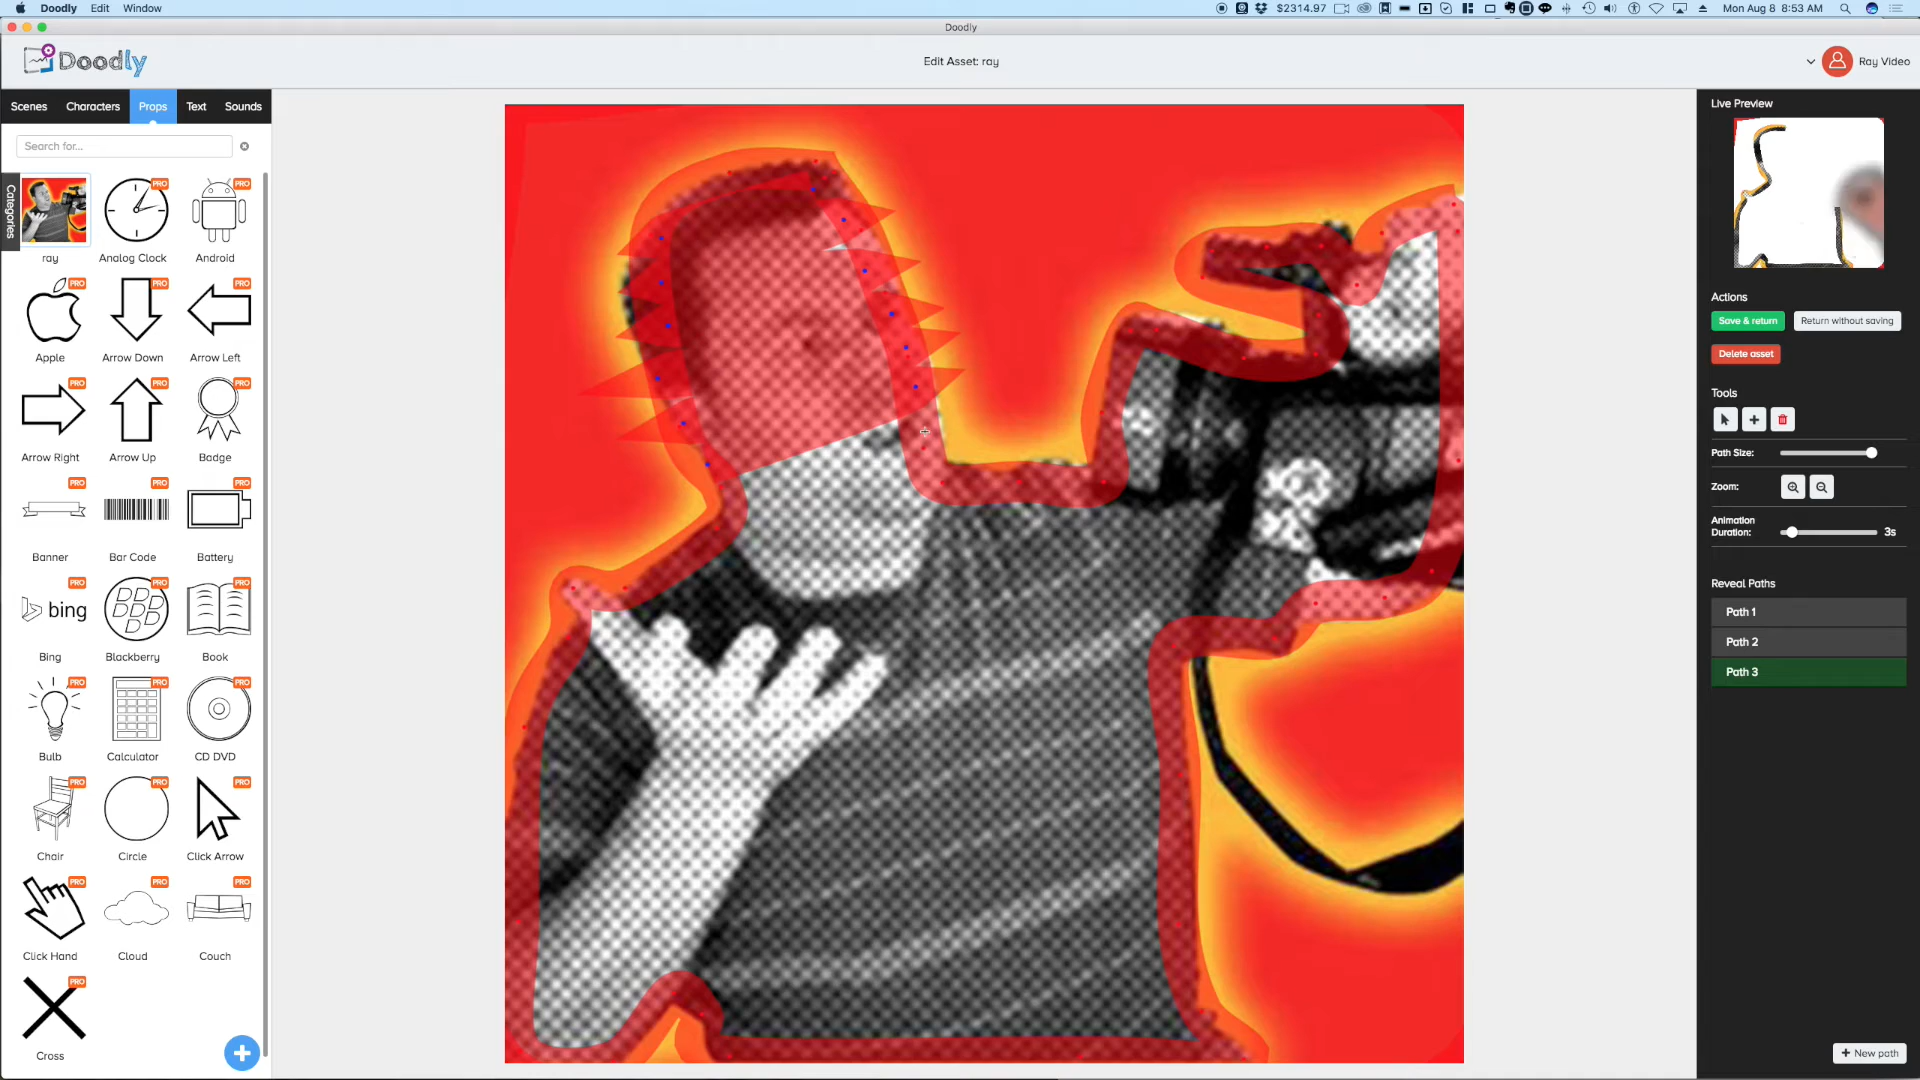 Doodly Edit Window $2314.97 Mon Aug 8 8:53 AM
Doodly
Doodly Edit Asset: ray Ray Video
Scenes Characters Props Text Sounds
Search for...
Categories
PRO PRO
ray Analog Clock Android
PRO PRO PRO
Apple Arrow Down Arrow Left
PRO PRO PRO
Arrow Right Arrow Up Badge
PRO PRO PRO
Banner Bar Code Battery
PRO PRO PRO
bing
Bing Blackberry Book
PRO PRO PRO
Bulb Calculator CD DVD
PRO PRO PRO
Chair Circle Click Arrow
PRO PRO PRO
Click Hand Cloud Couch
PRO
Cross
Live Preview
Actions
Save & return Return without saving
Delete asset
Tools
Path Size:
Zoom:
Animation
Duration: 3s
Reveal Paths
Path 1
Path 2
Path 3
+ New path